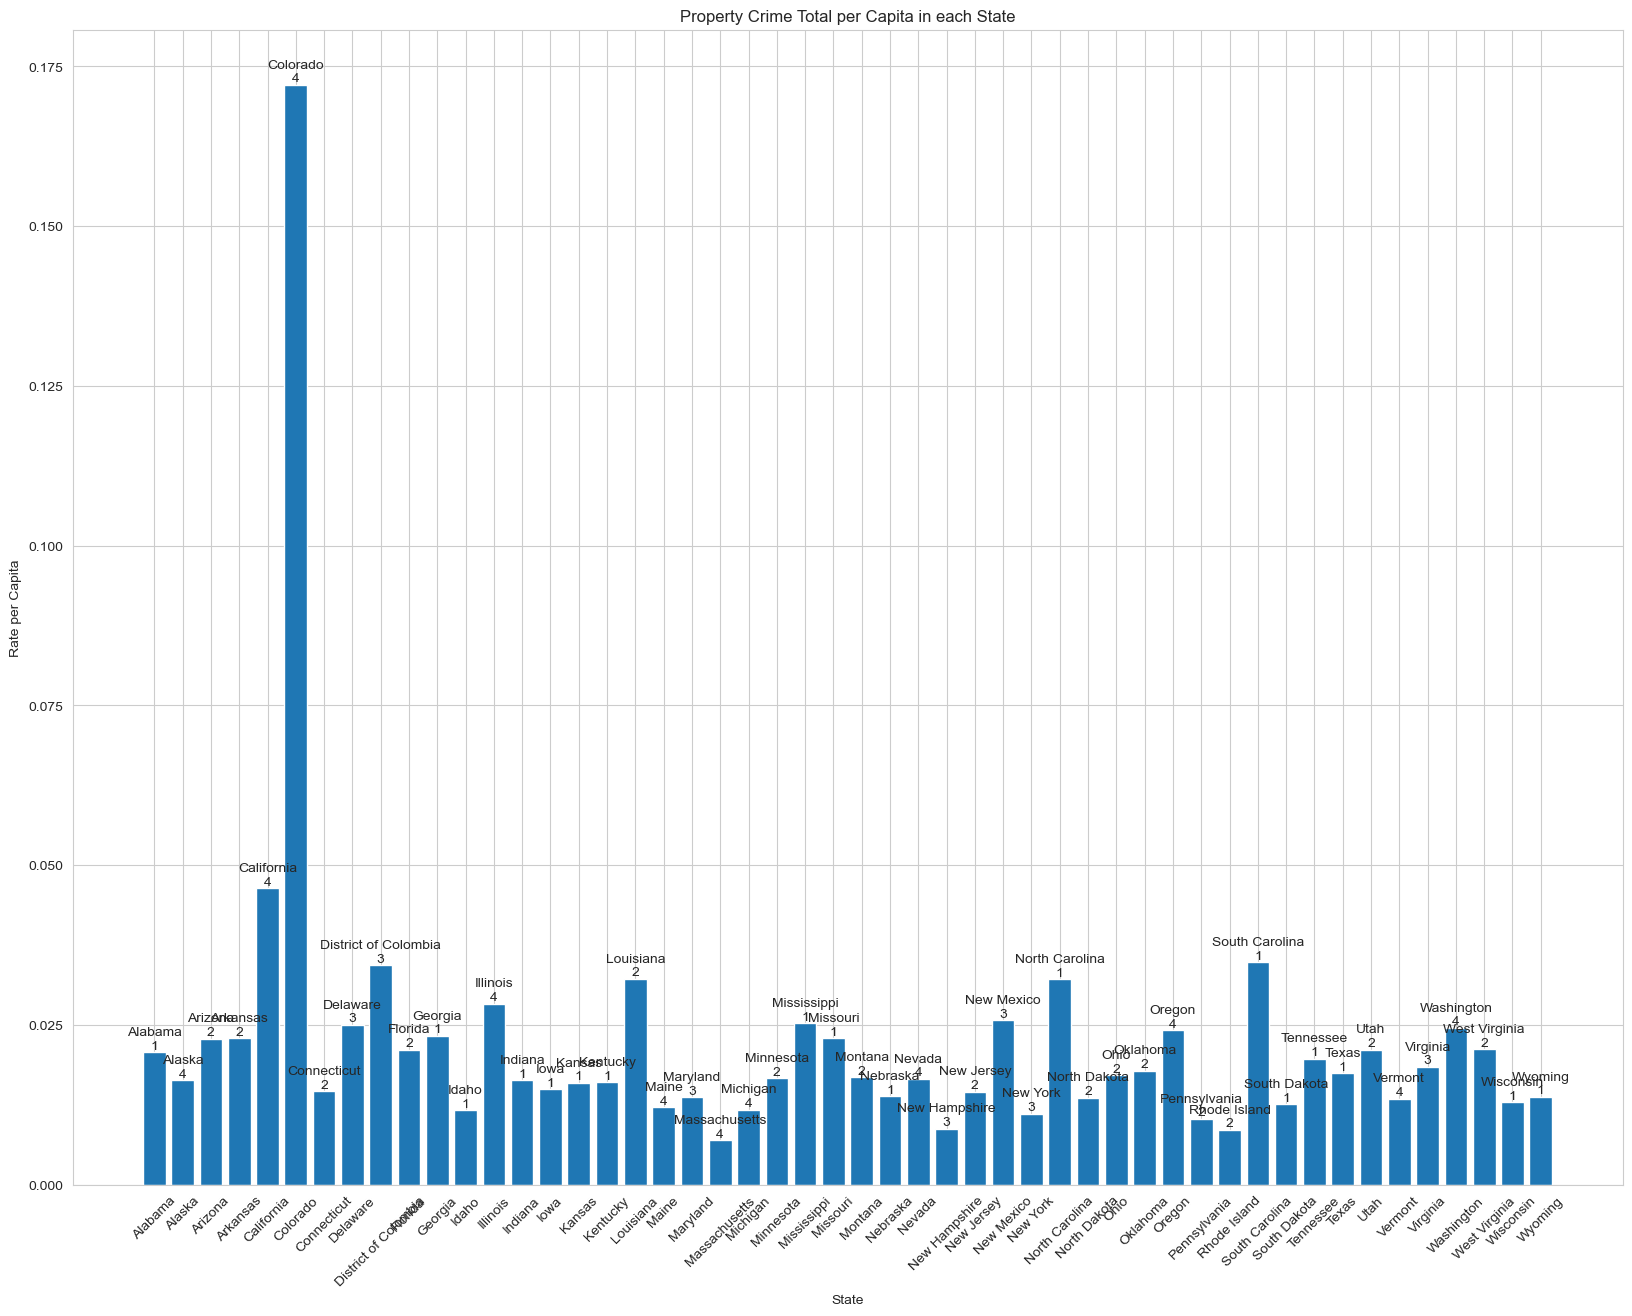 Property Crime Total per Capita in each State
Rate per Capita
0.175
0.150
0.125
0.100
0.075
0.050
0.025
0.000
Alabama
1
Alaska
4
Arizona
2
Arkansas
2
California
4
Colorado
4
Connecticut
2
Delaware
3
District of Colombia
3
Florida
2
Georgia
1
Idaho
1
Illinois
4
Indiana
1
Iowa
1
Kansas
1
Kentucky
1
Louisiana
2
Maine
4
Maryland
3
Massachusetts
4
Michigan
4
Minnesota
2
Mississippi
1
Missouri
1
Montana
2
Nebraska
1
Nevada
4
New Hampshire
3
New Jersey
2
New Mexico
3
New York
3
North Carolina
1
North Dakota
2
Ohio
2
Oklahoma
2
Oregon
4
Pennsylvania
2
Rhode Island
2
South Carolina
1
South Dakota
1
Tennessee
1
Texas
1
Utah
2
Vermont
4
Virginia
3
Washington
4
West Virginia
2
Wisconsin
1
Wyoming
1
Alabama
Alaska
Arizona
Arkansas
California
Colorado
Connecticut
Delaware
District of Colombia
Florida
Georgia
Idaho
Illinois
Indiana
Iowa
Kansas
Kentucky
Louisiana
Maine
Maryland
Massachusetts
Michigan
Minnesota
Mississippi
Missouri
Montana
Nebraska
Nevada
New Hampshire
New Jersey
New Mexico
New York
North Carolina
North Dakota
Ohio
Oklahoma
Oregon
Pennsylvania
Rhode Island
South Carolina
South Dakota
Tennessee
Texas
Utah
Vermont
Virginia
Washington
West Virginia
Wisconsin
Wyoming
State